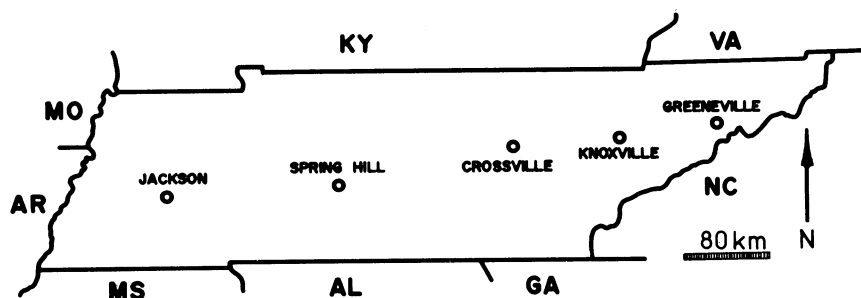 KY
VA
MO
GREENEVILLE
KNOXVILLE
CROSSVILLE
SPRING HILL
JACKSON
AR
NC
80 km
N
MS
AL
GA